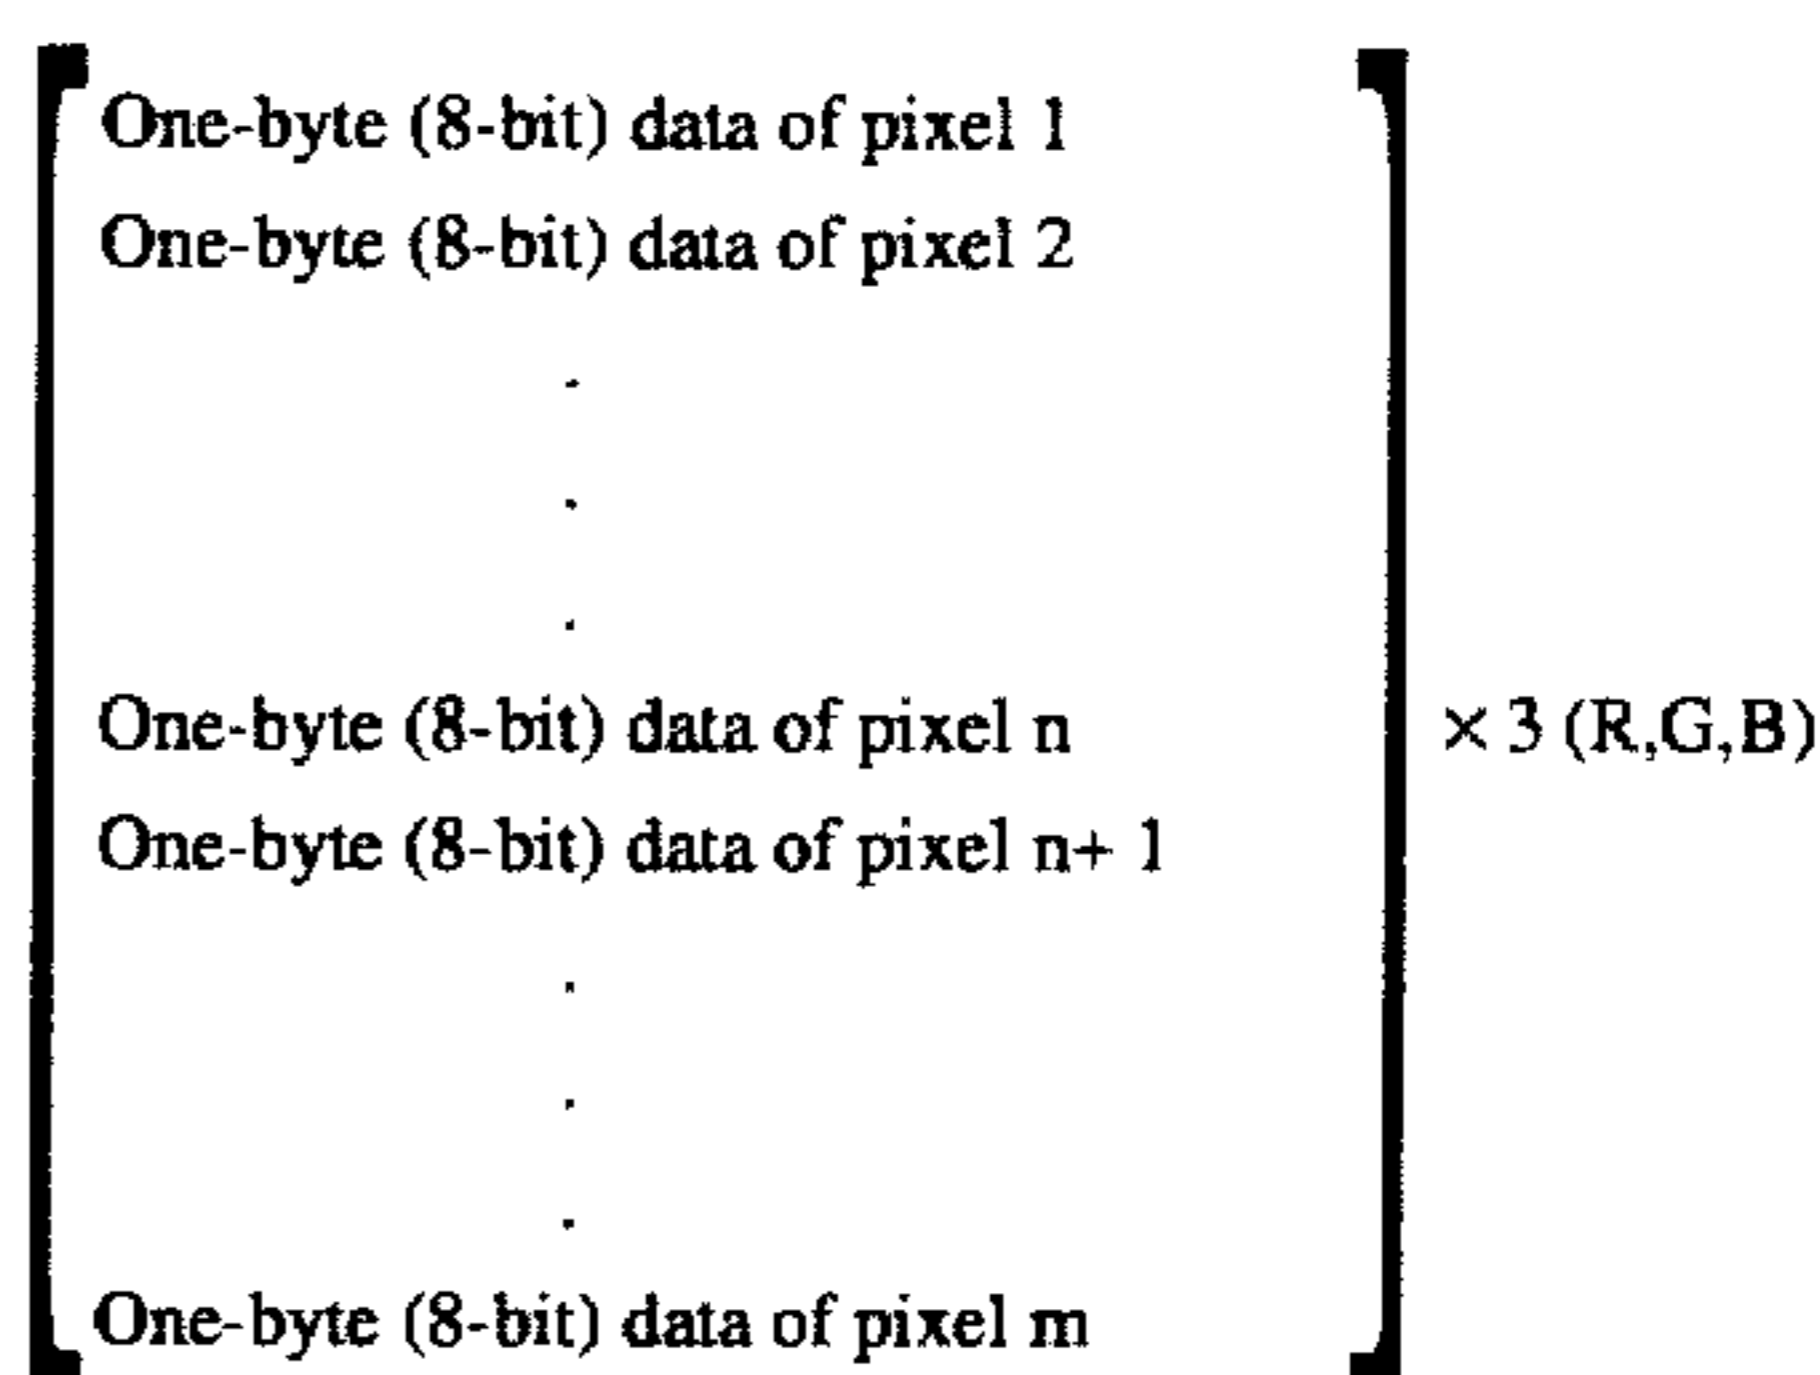 One-byte (8-bit) data of pixel 1
One-byte (8-bit) data of pixel 2
.
.
.
One-byte (8-bit) data of pixel n
× 3 (R,G,B)
One-byte (8-bit) data of pixel n+ 1
.
.
.
One-byte (8-bit) data of pixel m